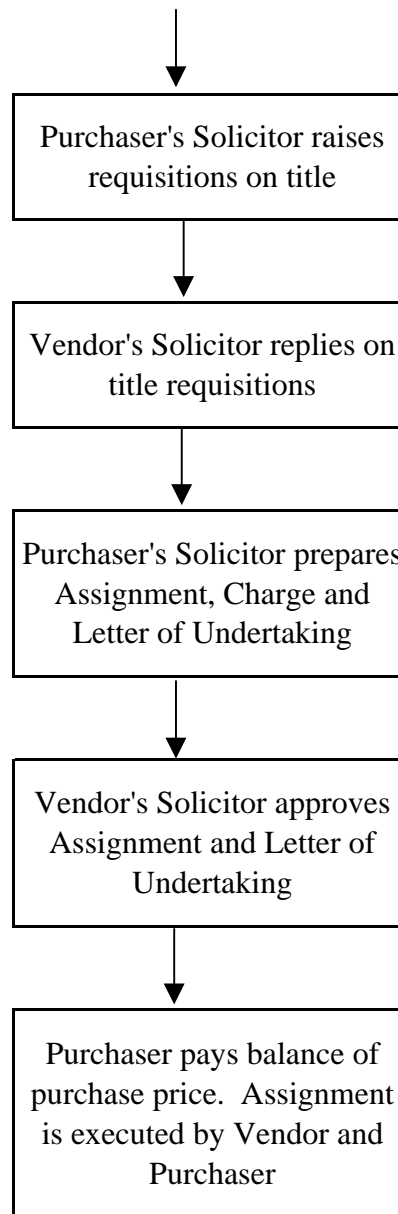 Purchaser's Solicitor raises
requisitions on title
Vendor's Solicitor replies on
title requisitions
Purchaser's Solicitor prepares
Assignment, Charge and
Letter of Undertaking
Vendor's Solicitor approves
Assignment and Letter of
Undertaking
Purchaser pays balance of
purchase price.  Assignment
is executed by Vendor and
Purchaser